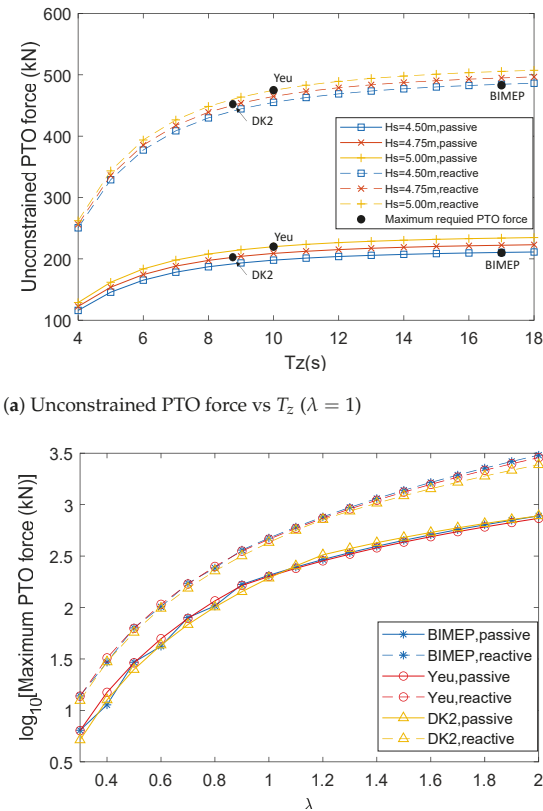 600
500
400
300
200
100
Unconstrained PTO force (kN)
Yeu
DK2
BIMEP
Hs=4.50m,passive
Hs=4.75m,passive
Hs=5.00m,passive
Hs=4.50m,reactive
Hs=4.75m,reactive
Hs=5.00m,reactive
Maximum requied PTO force
Yeu
DK2
BIMEP
4 6 8 10 12 14 16 18
Tz(s)
(a) Unconstrained PTO force vs T_z (λ = 1)
3.5
3
2.5
2
1.5
1
0.5
log10[Maximum PTO force (kN)]
BIMEP,passive
BIMEP,reactive
Yeu,passive
Yeu,reactive
DK2,passive
DK2,reactive
0.4 0.6 0.8 1 1.2 1.4 1.6 1.8 2
λ